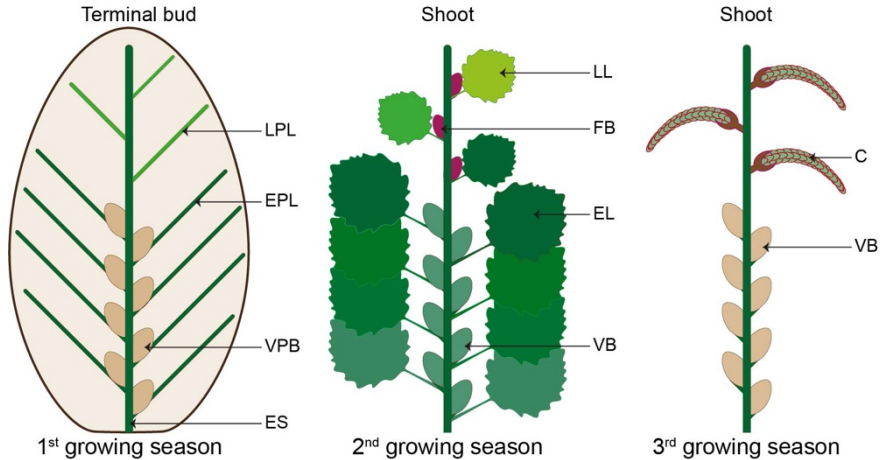 Terminal bud
LPL
EPL
VPB
ES
1st growing season
Shoot
LL
FB
EL
VB
2nd growing season
Shoot
C
VB
3rd growing season